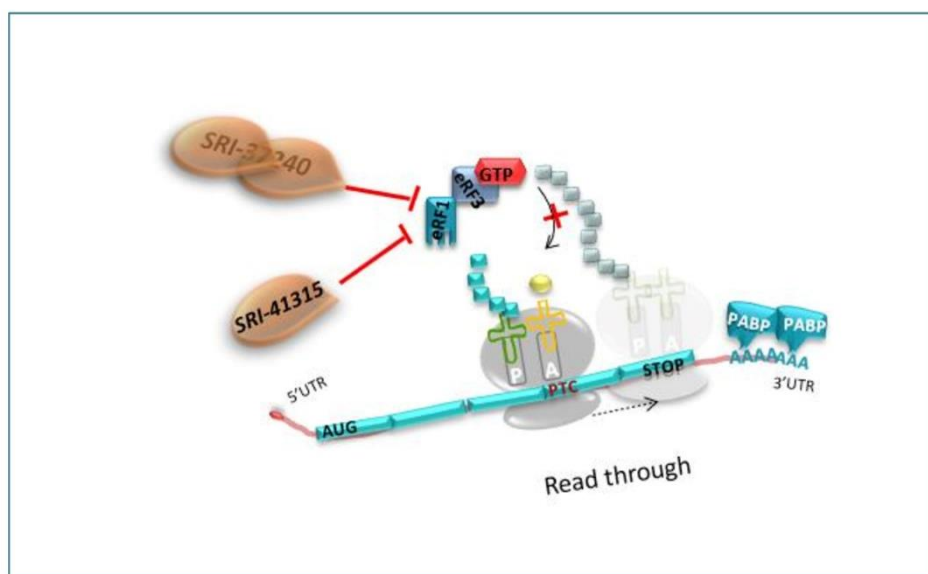 SRI-37240
GTP
eRF3
eRF1
SRI-41315
PABP PABP
P A
P A
AAAAAAA
5'UTR
AUG
PTC
STOP
3'UTR
Read through